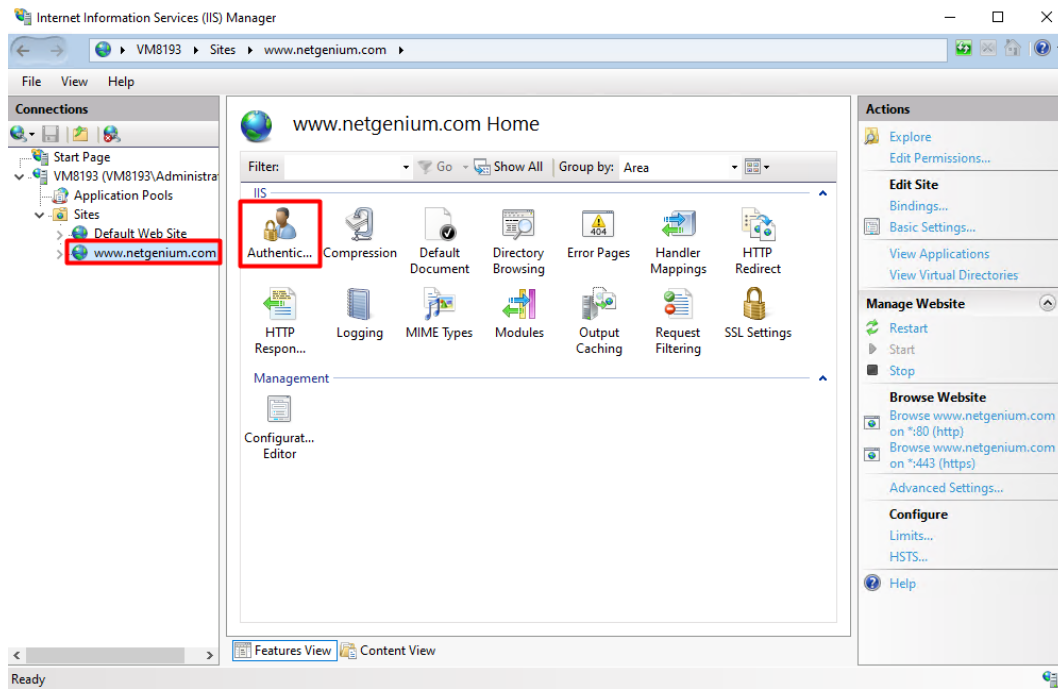 Internet Information Services (IIS) Manager
VM8193 Sites www.netgenium.com
File View Help
Connections
Start Page
VM8193 (VM8193\Administra
Application Pools
Sites
Default Web Site
www.netgenium.com
www.netgenium.com Home
Filter: Go Show All Group by: Area
IIS
Authentic... Compression Default Document Directory Browsing Error Pages Handler Mappings HTTP Redirect
404
HTTP Respon... Logging MIME Types Modules Output Caching Request Filtering SSL Settings
Management
Configurat... Editor
Features View Content View
Actions
Explore
Edit Permissions...
Edit Site
Bindings...
Basic Settings...
View Applications
View Virtual Directories
Manage Website
Restart
Start
Stop
Browse Website
Browse www.netgenium.com
on *:80 (http)
Browse www.netgenium.com
on *:443 (https)
Advanced Settings...
Configure
Limits...
HSTS...
Help
Ready